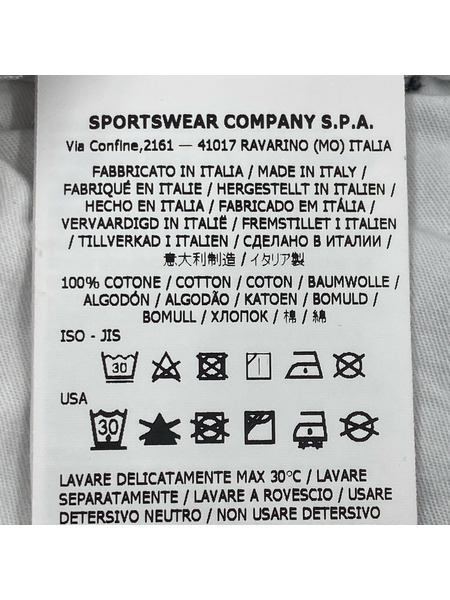 SPORTSWEAR COMPANY S.P.A.
Via Confine,2161 — 41017 RAVARINO (MO) ITALIA
FABBRICATO IN ITALIA / MADE IN ITALY /
FABRIQUÉ EN ITALIE / HERGESTELLT IN ITALIEN /
HECHO EN ITALIA / FABRICADO EM ITÁLIA /
VERVAARDIGD IN ITALIË / FREMSTILLET I ITALIEN
/ TILLVERKAD I ITALIEN / СДЕЛАНО В ИТАЛИИ /
意大利制造 / イタリア製
100% COTONE / COTTON / COTON / BAUMWOLLE /
ALGODÓN / ALGODÃO / KATOEN / BOMULD /
BOMULL / ХЛОПОК / 棉 / 綿
ISO - JIS
30
USA
30
LAVARE DELICATAMENTE MAX 30°C / LAVARE
SEPARATAMENTE / LAVARE A ROVESCIO / USARE
DETERSIVO NEUTRO / NON USARE DETERSIVO